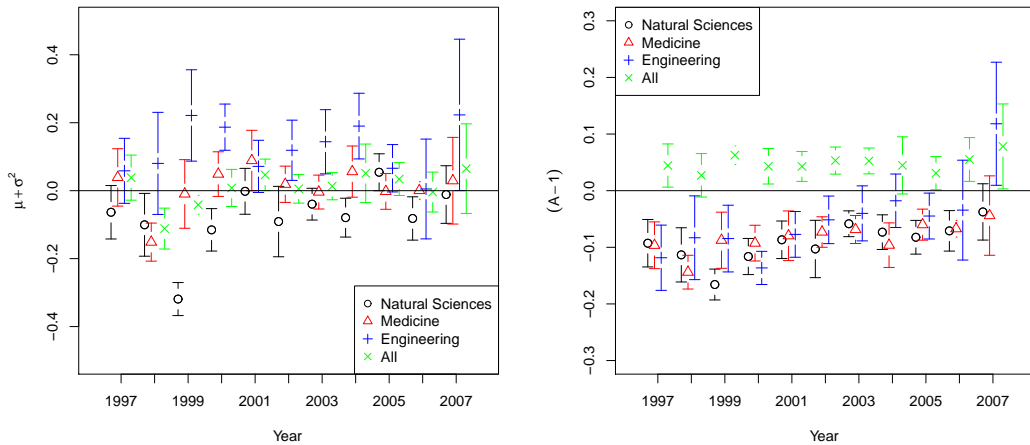 μ + σ²
0.4
0.2
0.0
−0.2
−0.4
Natural Sciences
Medicine
Engineering
All
1997
1999
2001
2003
2005
2007
Year
(A − 1)
0.3
0.2
0.1
0.0
−0.1
−0.2
−0.3
Natural Sciences
Medicine
Engineering
All
1997
1999
2001
2003
2005
2007
Year